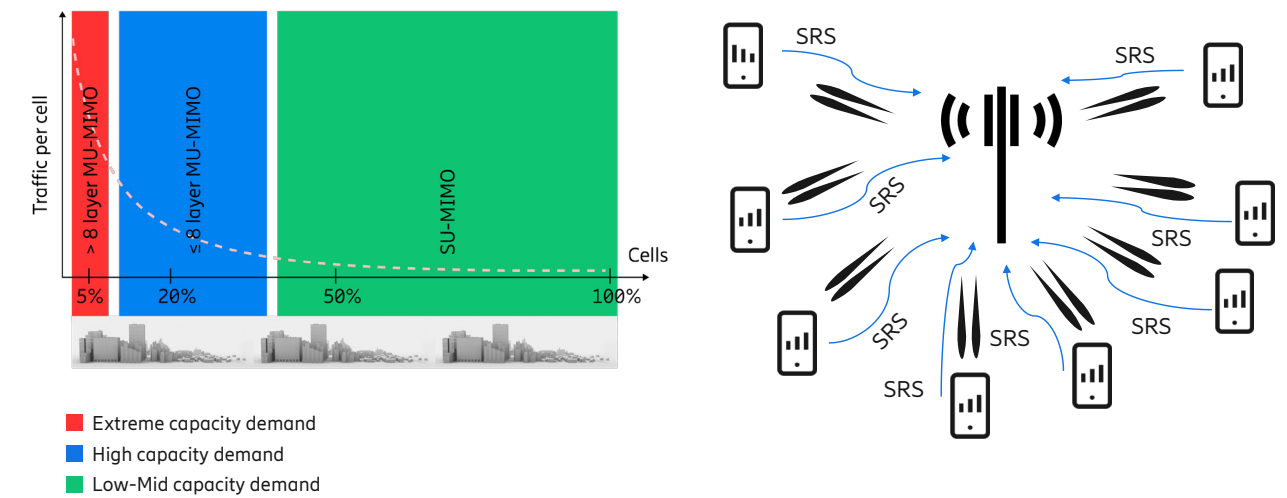 Traffic per cell
> 8 layer MU-MIMO
≤ 8 layer MU-MIMO
SU-MIMO
Cells
5%
20%
50%
100%
Extreme capacity demand
High capacity demand
Low-Mid capacity demand
SRS
SRS
SRS
SRS
SRS
SRS
SRS
SRS